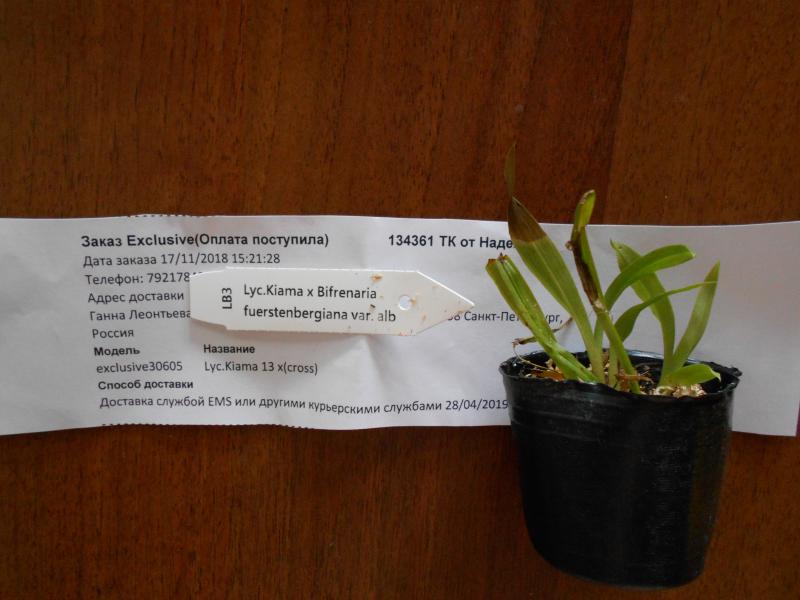 Заказ Exclusive(Оплата поступила)
134361 ТК от
Дата заказа 17/11/2018 15:21:28
Телефон:
Адрес доставки
Ганна Леонтьева
Санкт-Петербург,
Россия
Модель Название
exclusive30605 Lyc.Kiama 13 x(cross)
Способ доставки
Доставка службой EMS или другими курьерскими службами 28/04/2019
LB3
Lyc.Kiama x Bifrenaria
fuerstenbergiana var. alb